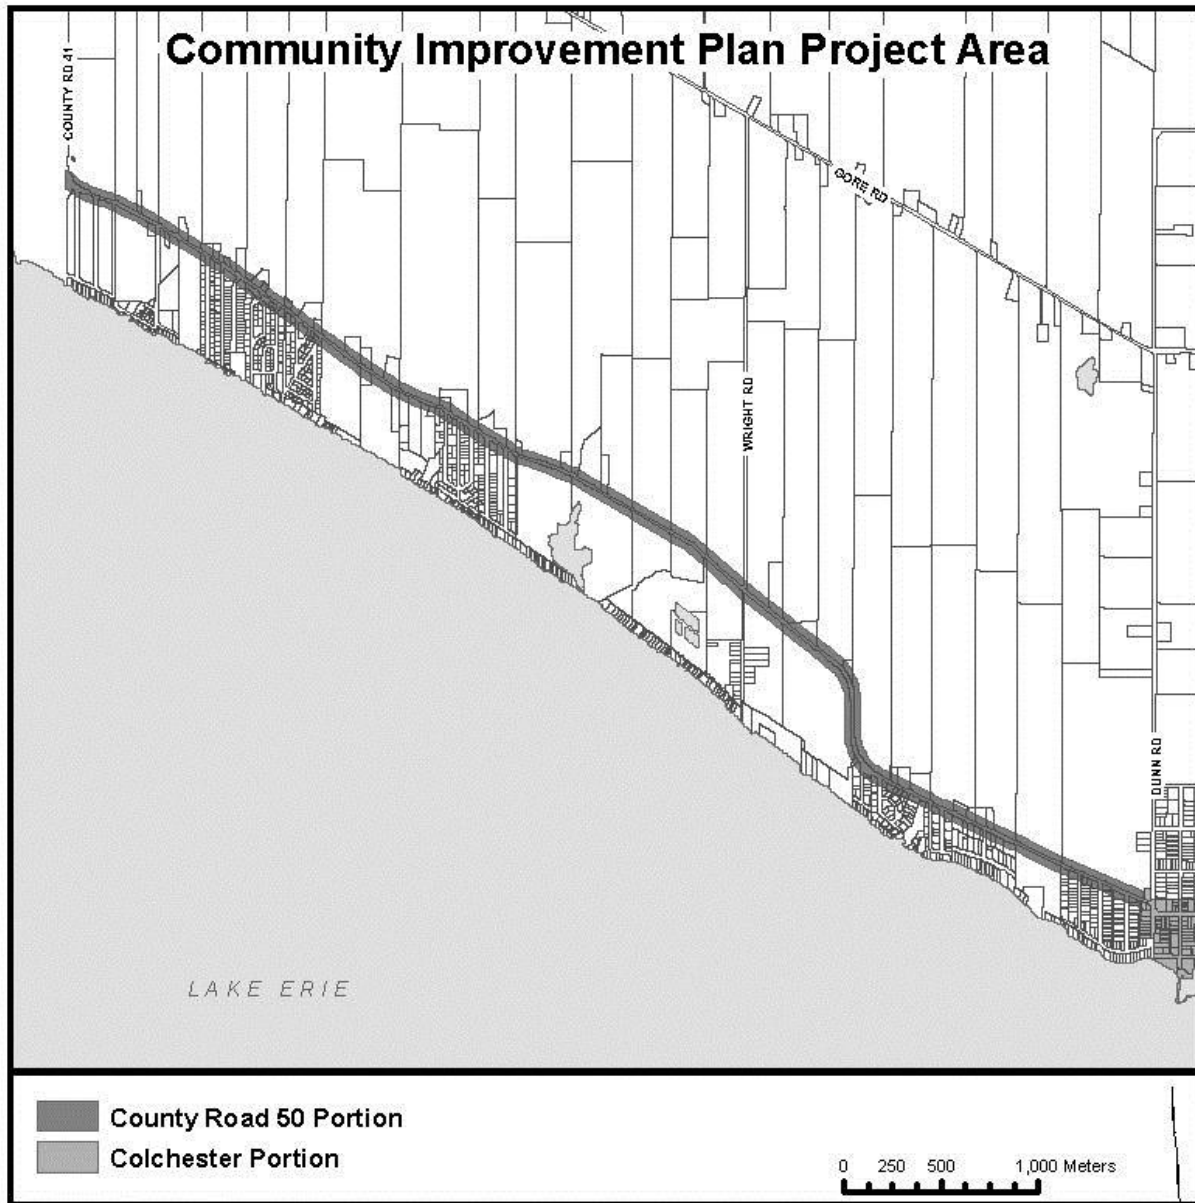 Community Improvement Plan Project Area
COUNTY RD 41
GORE RD
WRIGHT RD
DUNN RD
LAKE ERIE
County Road 50 Portion
Colchester Portion
0 250 500 1,000 Meters